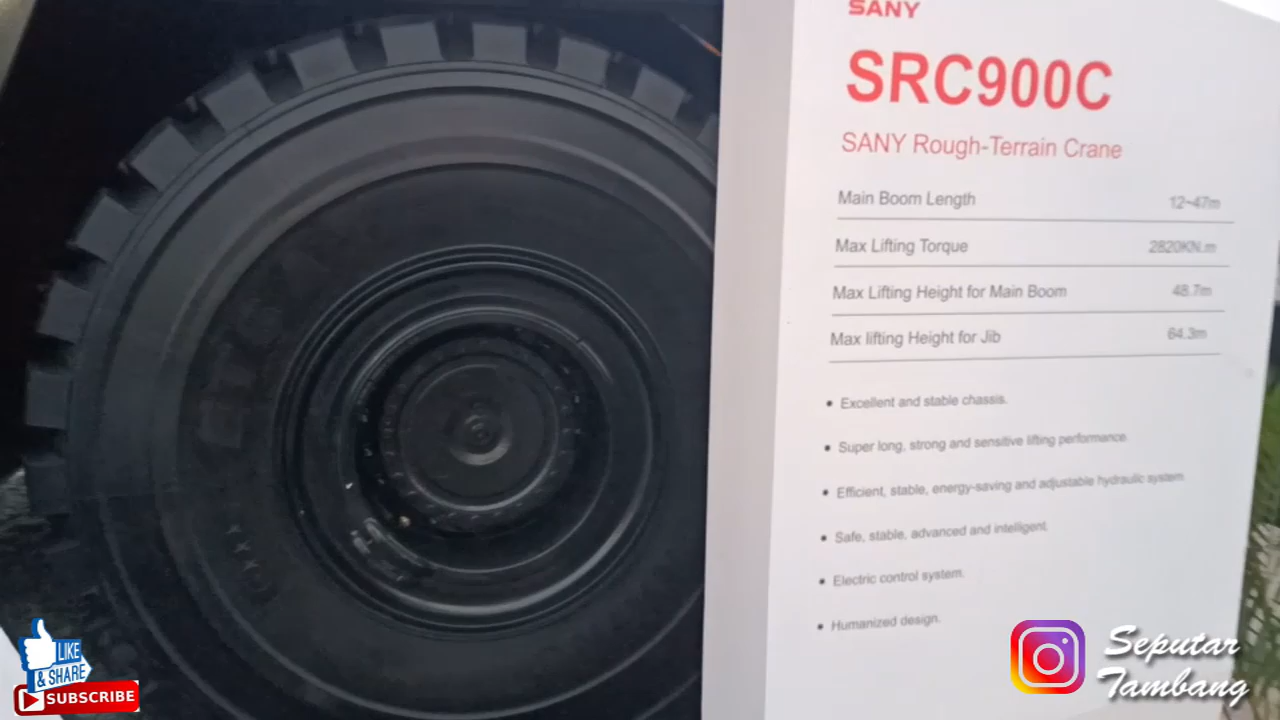 SANY
SRC900C
SANY Rough-Terrain Crane
Main Boom Length 12~47m
Max Lifting Torque 2820KN.m
Max Lifting Height for Main Boom 48.7m
Max lifting Height for Jib 64.3m
• Excellent and stable chassis.
• Super long, strong and sensitive lifting performance.
• Efficient, stable, energy-saving and adjustable hydraulic system
• Safe, stable, advanced and intelligent.
• Electric control system.
• Humanized design.
LIKE
& SHARE
SUBSCRIBE
Seputar
Tambang